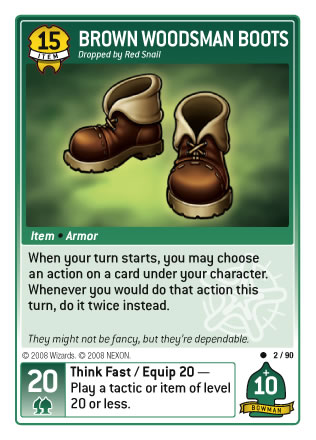 15
ITEM
BROWN WOODSMAN BOOTS
Dropped by Red Snail
Item • Armor
When your turn starts, you may choose
an action on a card under your character.
Whenever you would do that action this
turn, do it twice instead.
They might not be fancy, but they're dependable.
© 2008 Wizards. © 2008 NEXON.
● 2 / 90
20
Think Fast / Equip 20 —
Play a tactic or item of level
20 or less.
+
10
BOWMAN